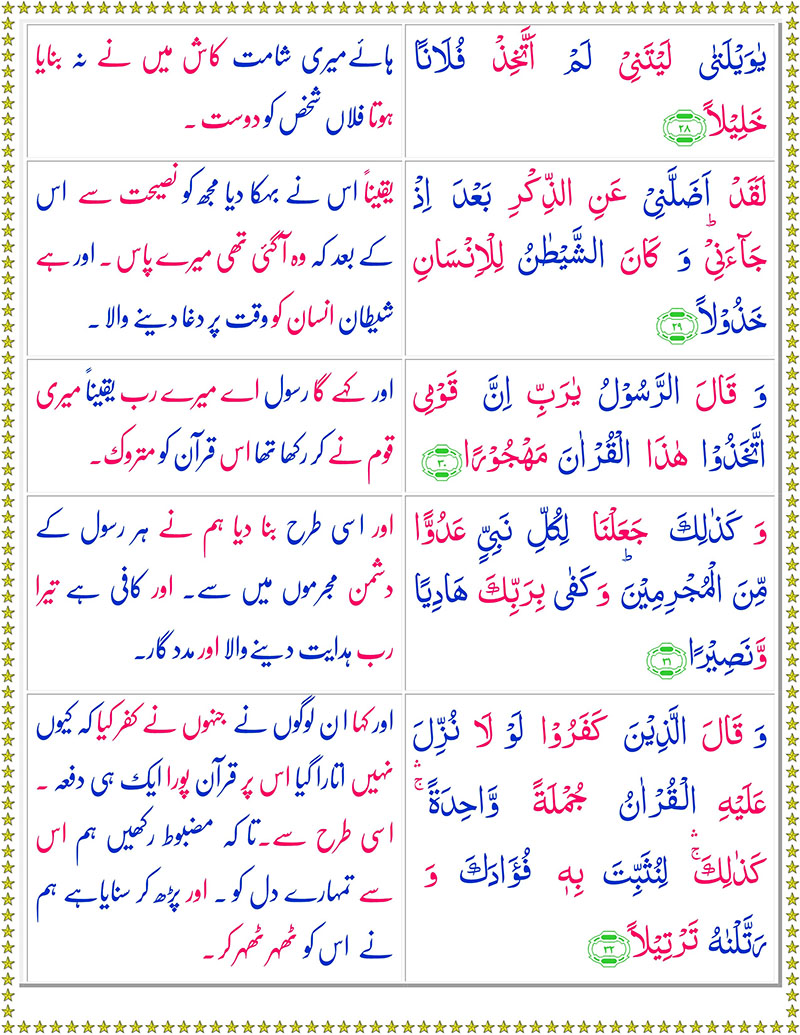 يٰوَيْلَتٰى لَيْتَنِيْ لَمْ اَتَّخِذْ فُلَانًا
خَلِيْلًا ۲۸
ہائے میری شامت کاش میں نے نہ بنایا
ہوتا فلاں شخص کو دوست ۔
لَقَدْ اَضَلَّنِيْ عَنِ الذِّكْرِ بَعْدَ اِذْ
جَآءَنِيْ ؕ وَ كَانَ الشَّيْطٰنُ لِلْاِنْسَانِ
خَذُوْلًا ۲۹
یقیناً اس نے بہکا دیا مجھ کو نصیحت سے اس
کے بعد کہ وہ آ گئی تھی میرے پاس ۔ اور ہے
شیطان انسان کو وقت پر دغا دینے والا ۔
وَ قَالَ الرَّسُوْلُ يٰرَبِّ اِنَّ قَوْمِي
اتَّخَذُوْا هٰذَا الْقُرْاٰنَ مَهْجُوْرًا ۳۰
اور کہے گا رسول اے میرے رب یقیناً میری
قوم نے کر رکھا تھا اس قرآن کو متروک۔
وَ كَذٰلِكَ جَعَلْنَا لِكُلِّ نَبِيٍّ عَدُوًّا
مِّنَ الْمُجْرِمِيْنَ ؕ وَكَفٰى بِرَبِّكَ هَادِيًا
وَّنَصِيْرًا ۳۱
اور اسی طرح بنا دیا ہم نے ہر رسول کے
دشمن مجرموں میں سے۔ اور کافی ہے تیرا
رب ہدایت دینے والا اور مدد گار۔
وَ قَالَ الَّذِيْنَ كَفَرُوْا لَوْ لَا نُزِّلَ
عَلَيْهِ الْقُرْاٰنُ جُمْلَةً وَّاحِدَةً ۛۚ
كَذٰلِكَ ۛۚ لِنُثَبِّتَ بِهٖ فُؤَادَكَ وَ
رَتَّلْنٰهُ تَرْتِيْلًا ۳۲
اور کہا ان لوگوں نے جنہوں نے کفر کیا کہ کیوں
نہیں اتارا گیا اس پر قرآن پورا ایک ہی دفعہ ۔
اسی طرح سے۔ تا کہ مضبوط رکھیں ہم اس
سے تمہارے دل کو ۔ اور پڑھ کر سنایا ہے ہم
نے اس کو ٹھہر ٹھہر کر ۔